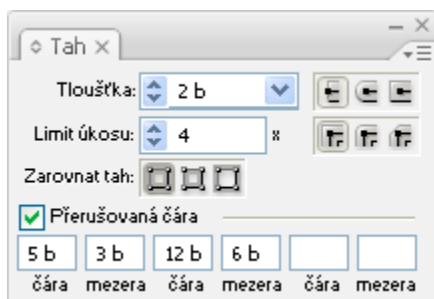 Tah
Tloušťka: 2 b
Limit úkosu: 4 x
Zarovnat tah:
Přerušovaná čára
5 b 3 b 12 b 6 b
čára mezera čára mezera čára mezera